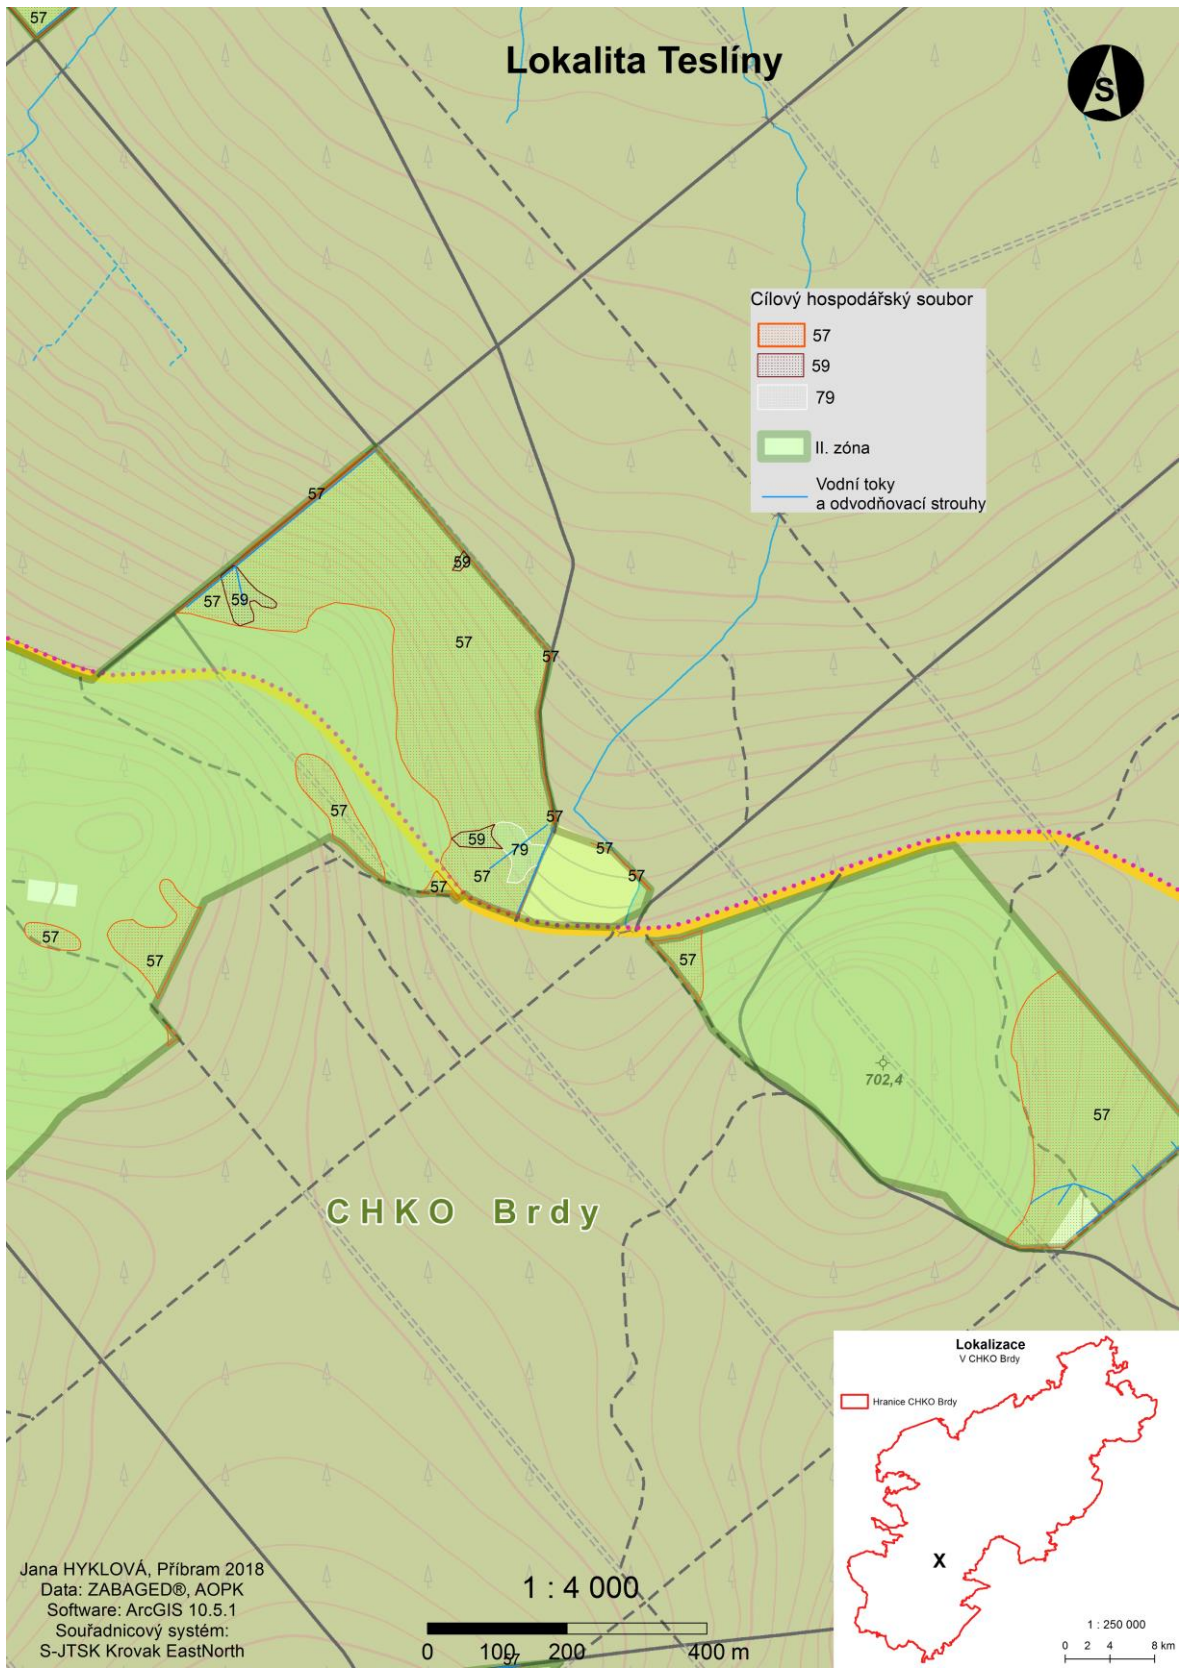 57
Lokalita Teslíny
S
Cílový hospodářský soubor
57
59
79
II. zóna
Vodní toky
a odvodňovací strouhy
57
59
57
59
57
57
57
57
59
79
57
57
57
57
57
57
57
57
702,4
57
CHKO Brdy
Lokalizace
V CHKO Brdy
Hranice CHKO Brdy
X
1 : 250 000
0 2 4 8 km
Jana HYKLOVÁ, Příbram 2018
Data: ZABAGED®, AOPK
Software: ArcGIS 10.5.1
Souřadnicový systém:
S-JTSK Krovak EastNorth
1 : 4 000
0 100 200 400 m
57